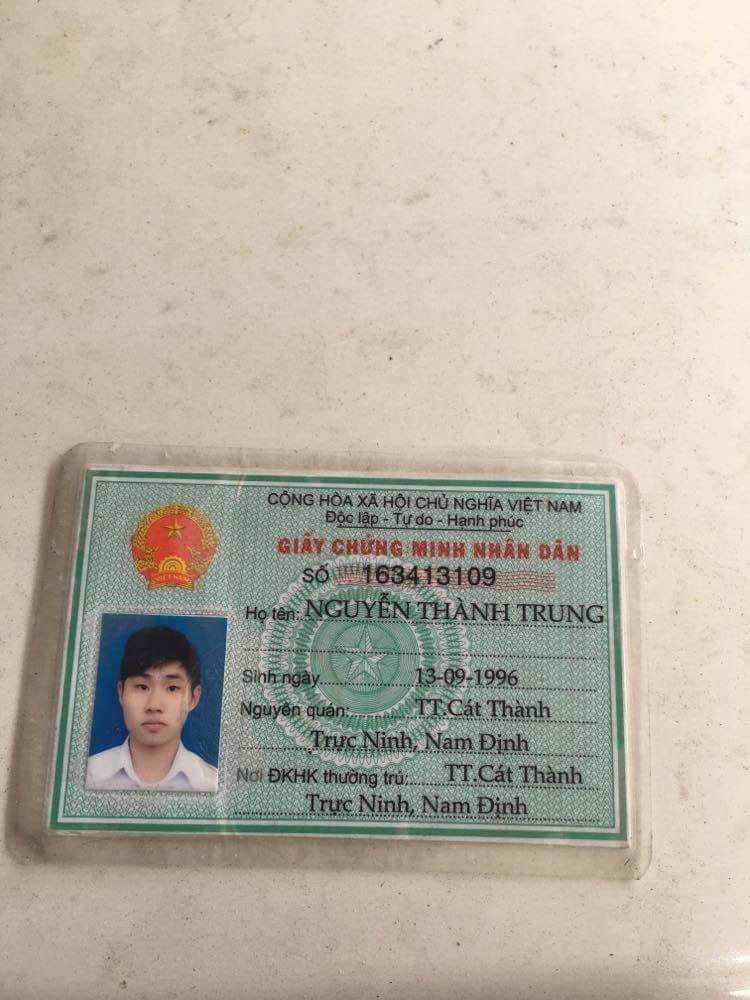 CỘNG HÒA XÃ HỘI CHỦ NGHĨA VIỆT NAM
Độc lập - Tự do - Hạnh phúc
GIẤY CHỨNG MINH NHÂN DÂN
SỐ 163413109
Họ tên: NGUYỄN THÀNH TRUNG
Sinh ngày 13-09-1996
Nguyên quán: TT.Cát Thành
Trực Ninh, Nam Định
Nơi ĐKHK thường trú: TT.Cát Thành
Trực Ninh, Nam Định
VIỆT NAM